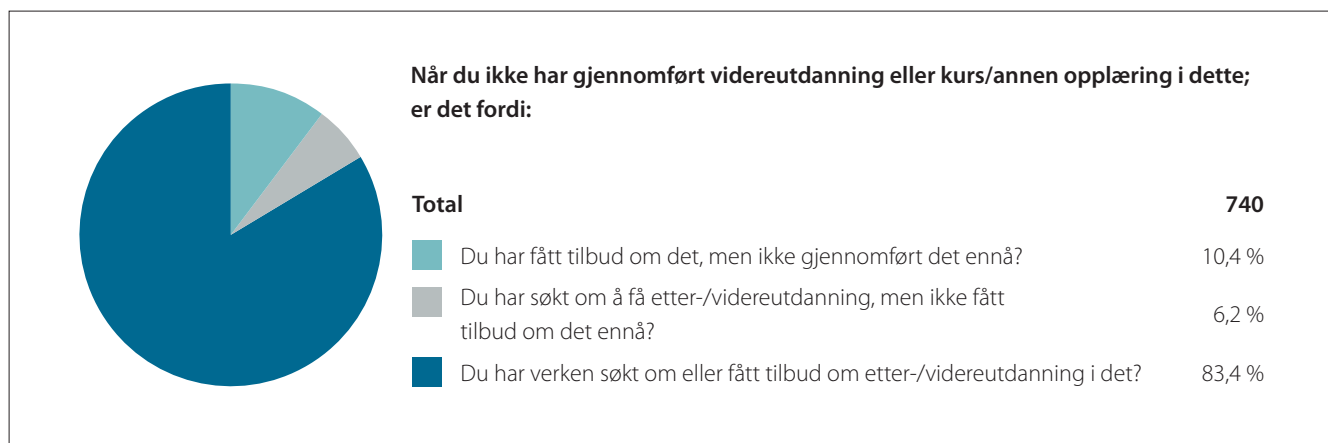 Når du ikke har gjennomført videreutdanning eller kurs/annen opplæring i dette;
er det fordi:
Total 740
Du har fått tilbud om det, men ikke gjennomført det ennå? 10,4 %
Du har søkt om å få etter-/videreutdanning, men ikke fått
tilbud om det ennå? 6,2 %
Du har verken søkt om eller fått tilbud om etter-/videreutdanning i det? 83,4 %